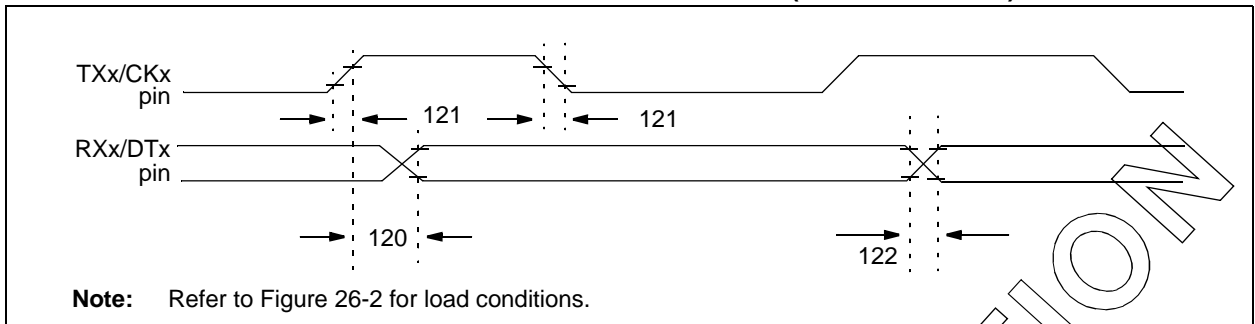 TXx/CKx
pin
121
121
RXx/DTx
pin
120
122
Note: Refer to Figure 26-2 for load conditions.